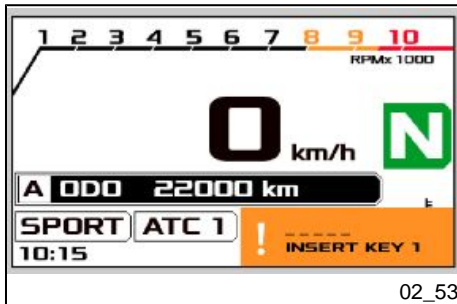 1 2 3 4 5 6 7 8 9 10
RPMx 1000
0 km/h N
A ODO 22000 km
SPORT ATC 1 ! -----
INSERT KEY 1
10:15
02_53